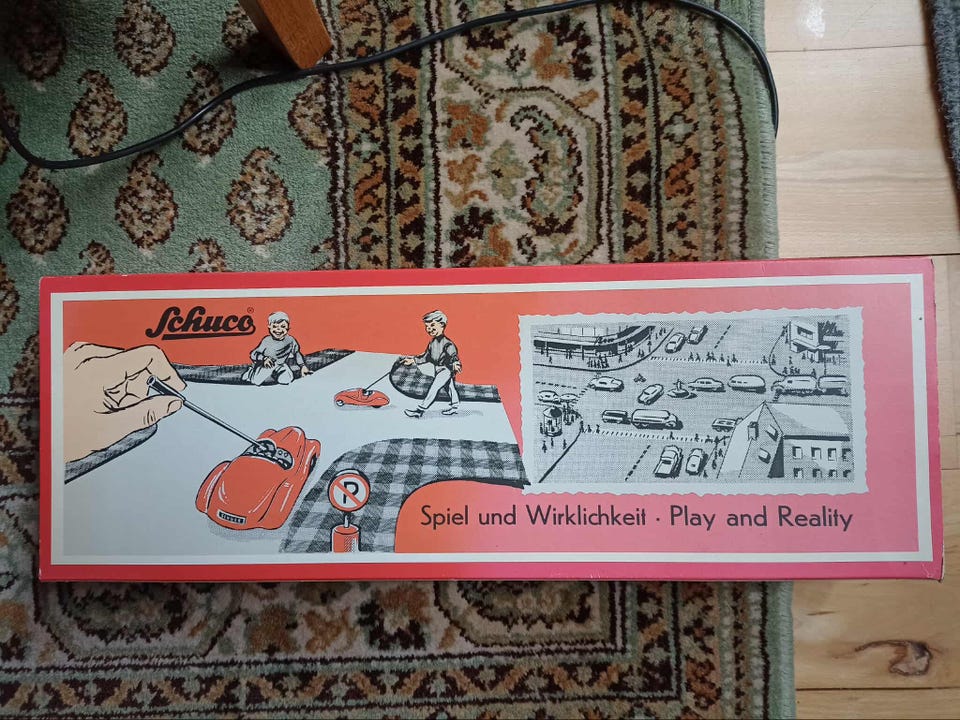 Schuco®
P
Spiel und Wirklichkeit · Play and Reality